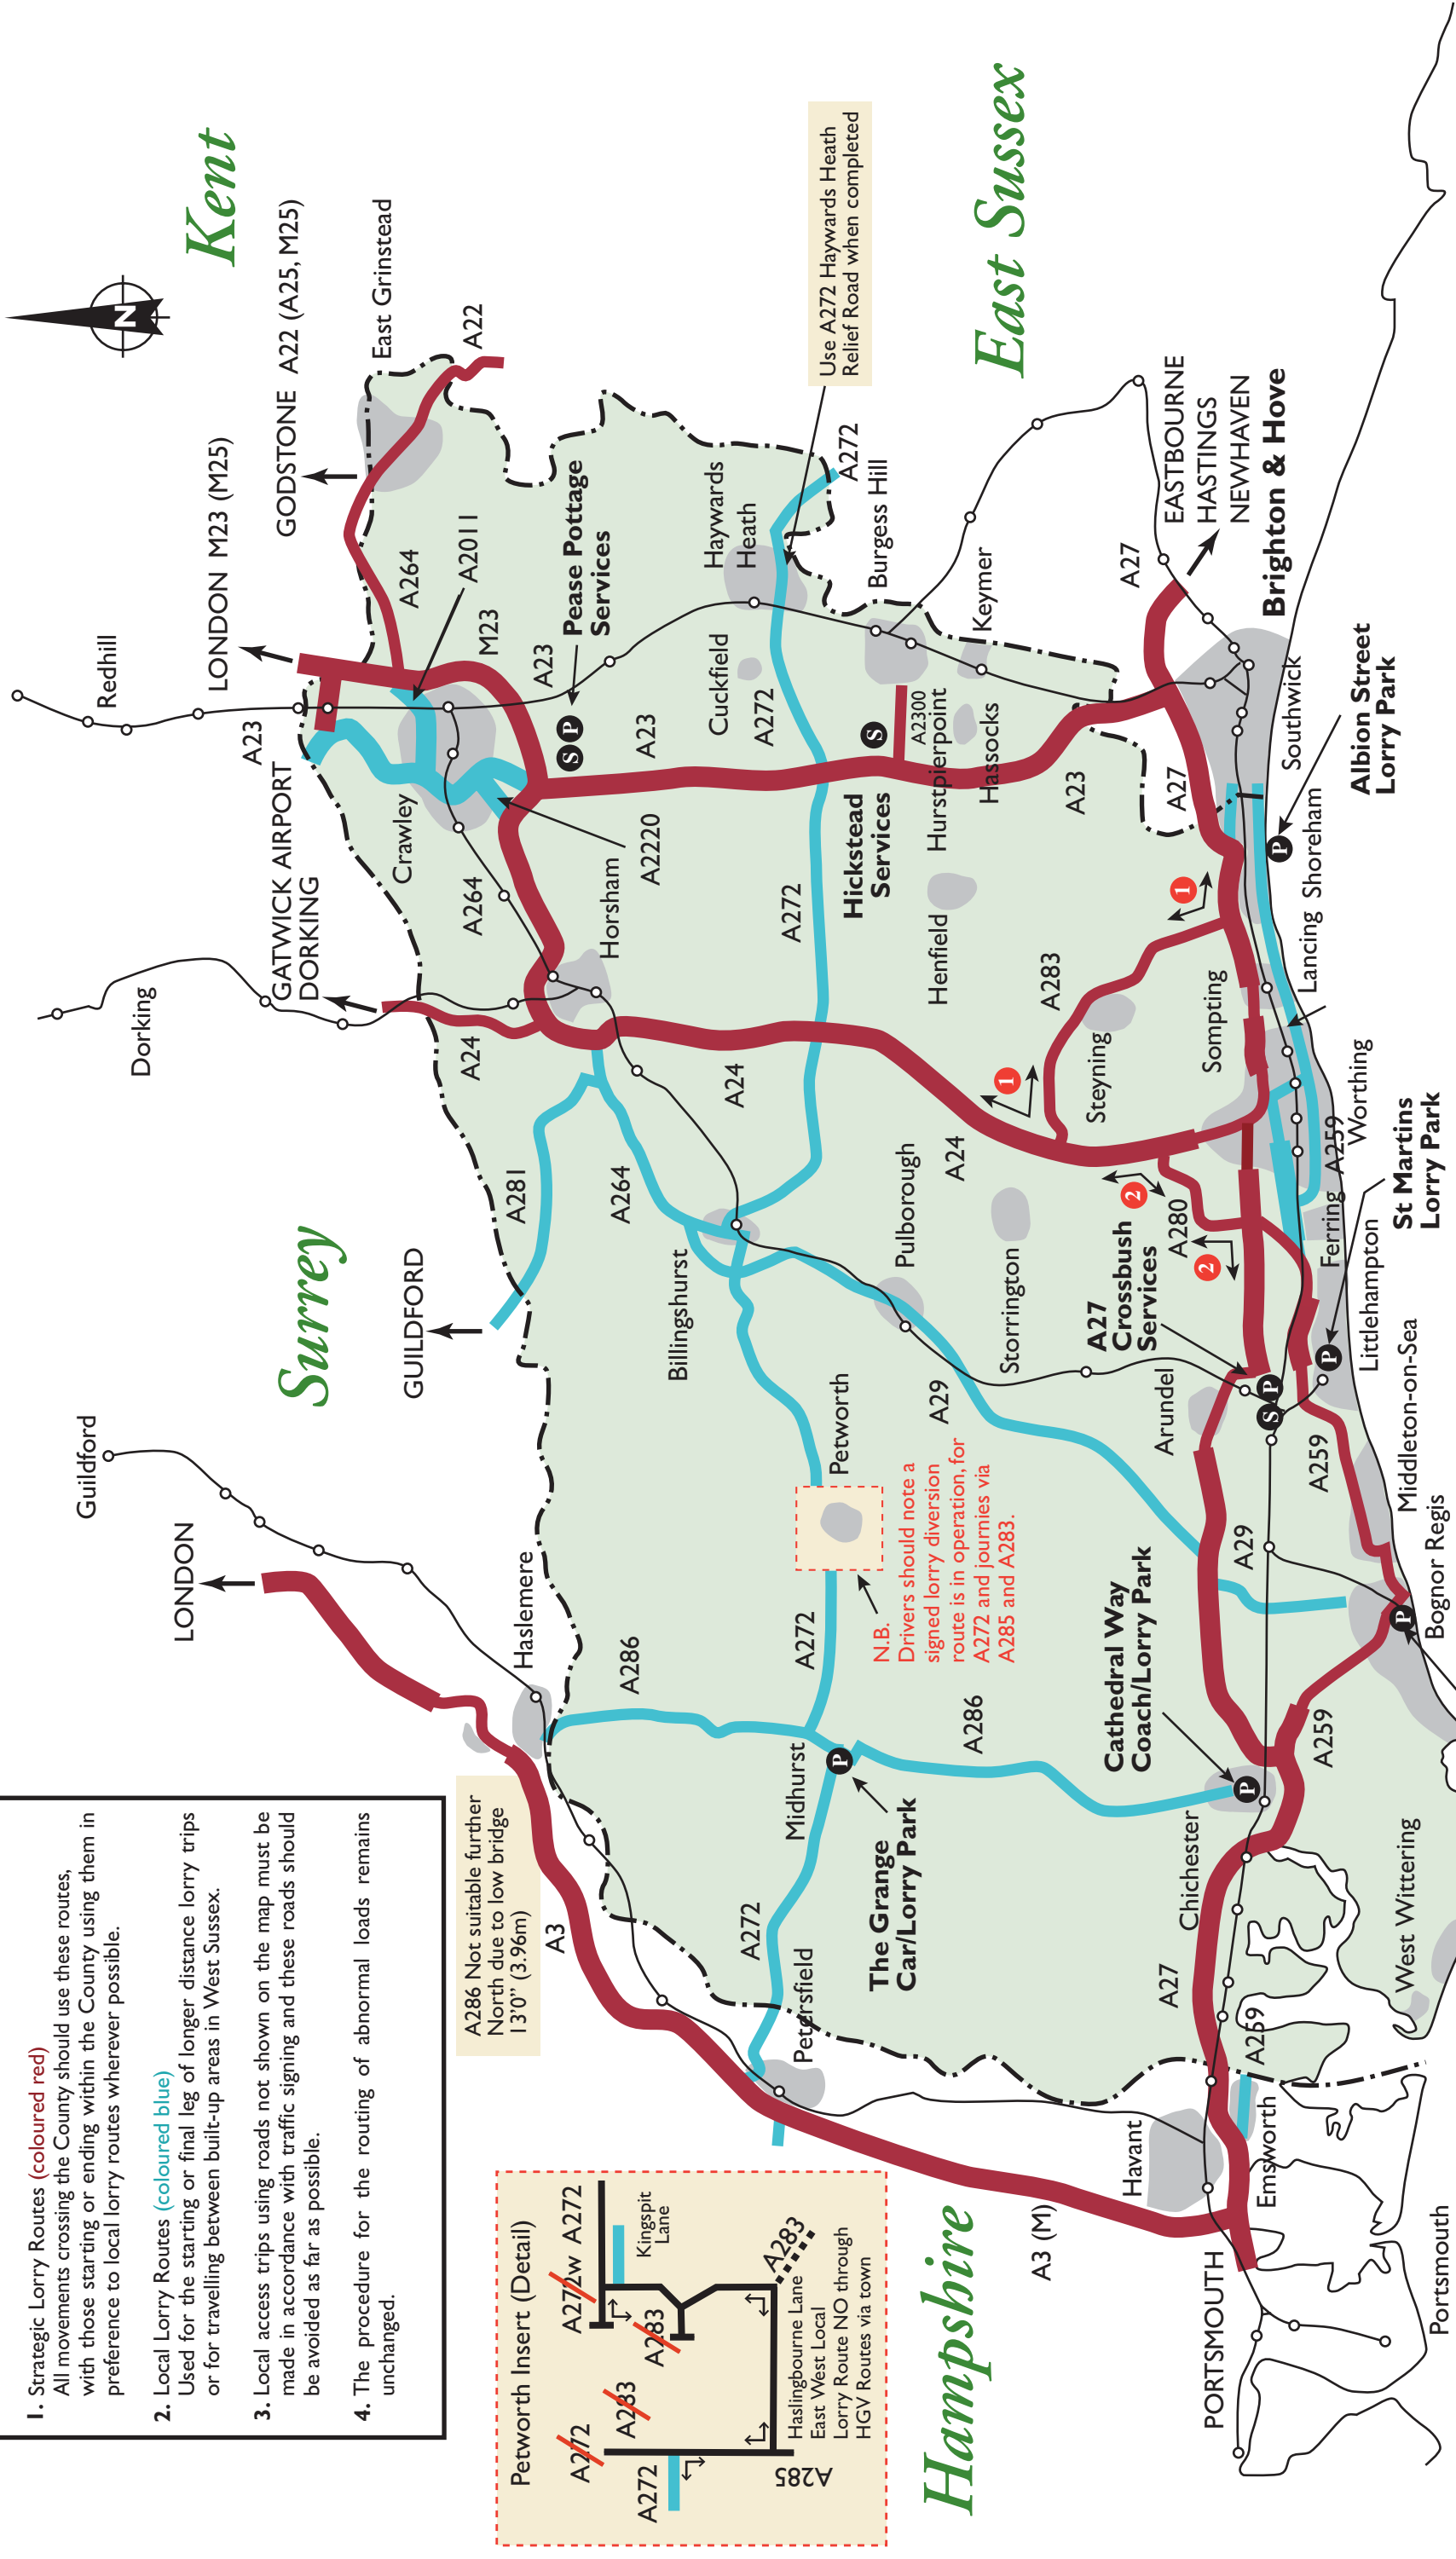 1. Strategic Lorry Routes (coloured red)
All movements crossing the County should use these routes,
with those starting or ending within the County using them in
preference to local lorry routes wherever possible.
2. Local Lorry Routes (coloured blue)
Used for the starting or final leg of longer distance lorry trips
or for travelling between built-up areas in West Sussex.
3. Local access trips using roads not shown on the map must be
made in accordance with traffic signing and these roads should
be avoided as far as possible.
4. The procedure for the routing of abnormal loads remains
unchanged.
Guildford
LONDON
Surrey
GUILDFORD
Dorking
GATWICK AIRPORT
DORKING
A23
Redhill
LONDON M23 (M25)
GODSTONE A22 (A25, M25)
Kent
N
East Grinstead
A22
A264
A2011
M23
A23
Pease Pottage
Services
S P
Crawley
A264
A2220
Horsham
A24
A281
A264
Haslemere
A286
A286 Not suitable further
North due to low bridge
13'0" (3.96m)
A3
Petworth Insert (Detail)
A272
A272w A272
A283
A283
Kingspit
Lane
A272
A285
A283
Haslingbourne Lane
East West Local
Lorry Route NO through
HGV Routes via town
Hampshire
A23
Cuckfield
A272
Haywards
Heath
A272
Use A272 Haywards Heath
Relief Road when completed
Burgess Hill
East Sussex
Keymer
A2300
S
Hickstead
Services
Hurstpierpoint
Hassocks
A23
A272
A24
Henfield
A283
1
Steyning
A24
Billingshurst
Pulborough
Storrington
A29
Petworth
N.B.
Drivers should note a
signed lorry diversion
route is in operation, for
A272 and journies via
A285 and A283.
A272
Midhurst
P
The Grange
Car/Lorry Park
A286
A272
Petersfield
A3 (M)
Havant
PORTSMOUTH
Portsmouth
Emsworth
A259
A27
Chichester
P
Cathedral Way
Coach/Lorry Park
A259
West Wittering
A29
Arundel
A27
Crossbush
Services
S P
A280
2
2
A259
P
Bognor Regis
Middleton-on-Sea
Littlehampton
P
St Martins
Lorry Park
Ferring
A259
Worthing
Sompting
Lancing
Shoreham
1
A27
Southwick
P
Albion Street
Lorry Park
A27
EASTBOURNE
HASTINGS
NEWHAVEN
Brighton & Hove